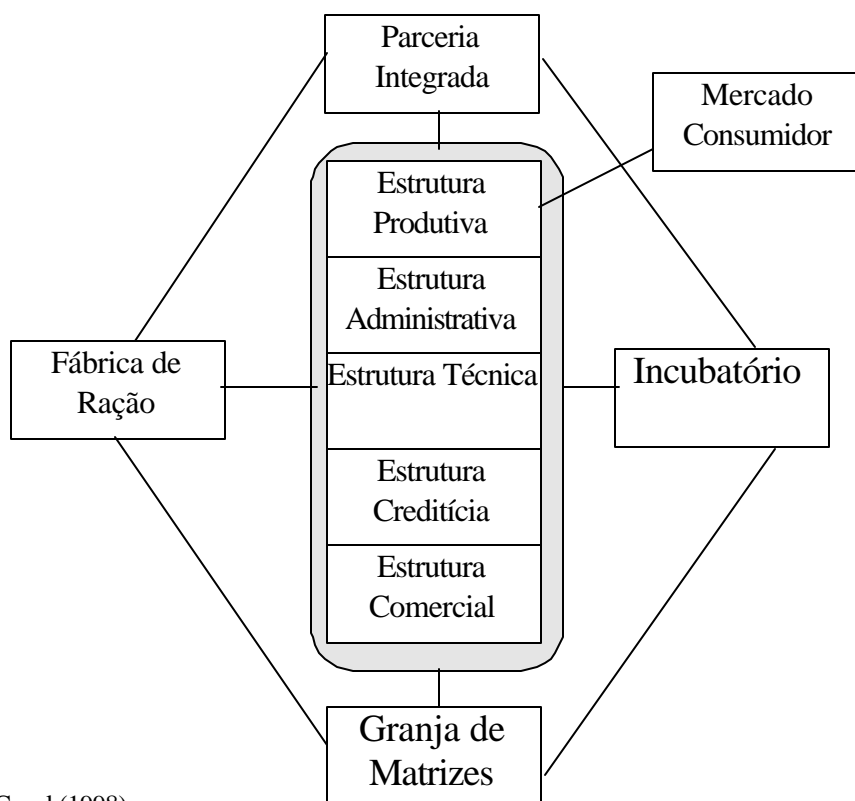 Parceria
Integrada
Mercado
Consumidor
Estrutura
Produtiva
Estrutura
Administrativa
Fábrica de
Ração
Estrutura Técnica
Incubatório
Estrutura
Creditícia
Estrutura
Comercial
Granja de
Matrizes
(1998)